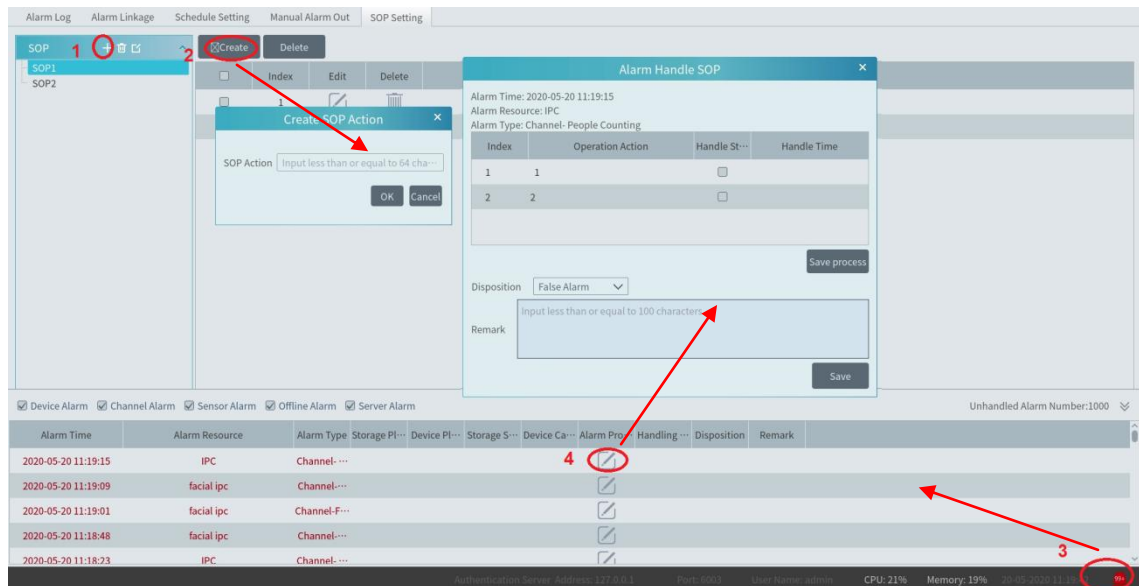 Alarm Log Alarm Linkage Schedule Setting Manual Alarm Out SOP Setting
SOP 1
2 Create Delete
SOP1
SOP2
Index Edit Delete
1
Create SOP Action ×
SOP Action Input less than or equal to 64 cha···
OK Cancel
Alarm Handle SOP ×
Alarm Time: 2020-05-20 11:19:15
Alarm Resource: IPC
Alarm Type: Channel- People Counting
Index Operation Action Handle St··· Handle Time
1 1
2 2
Save process
Disposition False Alarm
Input less than or equal to 100 characters
Remark
Save
Device Alarm Channel Alarm Sensor Alarm Offline Alarm Server Alarm Unhandled Alarm Number:1000
Alarm Time Alarm Resource Alarm Type Storage Pl··· Device Pl··· Storage S··· Device Ca··· Alarm Pro··· Handling ··· Disposition Remark
2020-05-20 11:19:15 IPC Channel- ··· 4
2020-05-20 11:19:09 facial ipc Channel-···
2020-05-20 11:19:01 facial ipc Channel-F···
2020-05-20 11:18:48 facial ipc Channel-···
2020-05-20 11:18:23 IPC Channel- ··· 3
Authentication Server Address: 127.0.0.1 Port: 6003 User Name: admin CPU: 21% Memory: 19% 99+